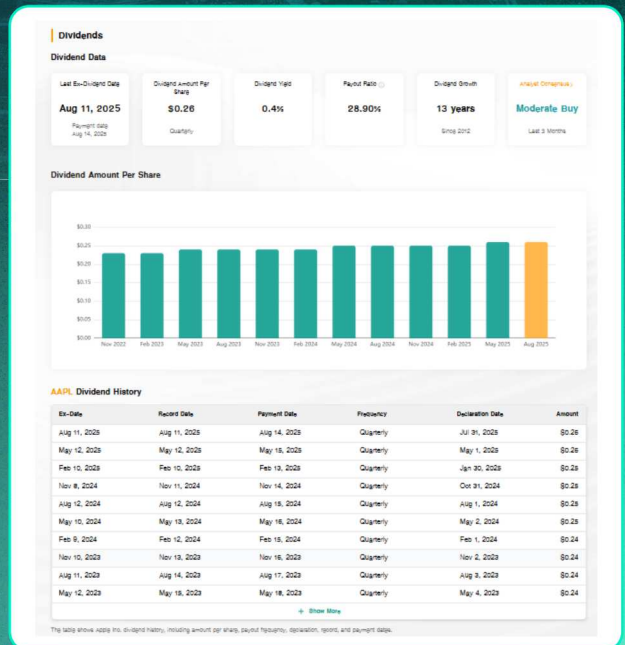 Dividends
Dividend Data
Last Ex-Dividend Date
Aug 11, 2025
Payment date
Aug 14, 2025
Dividend Amount Per
Share
$0.26
Quarterly
Dividend Yield
0.4%
Payout Ratio
28.90%
Dividend Growth
13 years
Since 2012
Analyst Consensus
Moderate Buy
Last 3 Months
Dividend Amount Per Share
$0.30
$0.25
$0.20
$0.15
$0.10
$0.05
$0.00
Nov 2022 Feb 2023 May 2023 Aug 2023 Nov 2023 Feb 2024 May 2024 Aug 2024 Nov 2024 Feb 2025 May 2025 Aug 2025
AAPL Dividend History
Ex-Date Record Date Payment Date Frequency Declaration Date Amount
Aug 11, 2025 Aug 11, 2025 Aug 14, 2025 Quarterly Jul 31, 2025 $0.26
May 12, 2025 May 12, 2025 May 15, 2025 Quarterly May 1, 2025 $0.26
Feb 10, 2025 Feb 10, 2025 Feb 13, 2025 Quarterly Jan 30, 2025 $0.25
Nov 8, 2024 Nov 11, 2024 Nov 14, 2024 Quarterly Oct 31, 2024 $0.25
Aug 12, 2024 Aug 12, 2024 Aug 15, 2024 Quarterly Aug 1, 2024 $0.25
May 10, 2024 May 13, 2024 May 16, 2024 Quarterly May 2, 2024 $0.25
Feb 9, 2024 Feb 12, 2024 Feb 15, 2024 Quarterly Feb 1, 2024 $0.24
Nov 10, 2023 Nov 13, 2023 Nov 16, 2023 Quarterly Nov 2, 2023 $0.24
Aug 11, 2023 Aug 14, 2023 Aug 17, 2023 Quarterly Aug 3, 2023 $0.24
May 12, 2023 May 15, 2023 May 18, 2023 Quarterly May 4, 2023 $0.24
+ Show More
The table shows Apple Inc. dividend history, including amount per share, payout frequency, declaration, record, and payment dates.